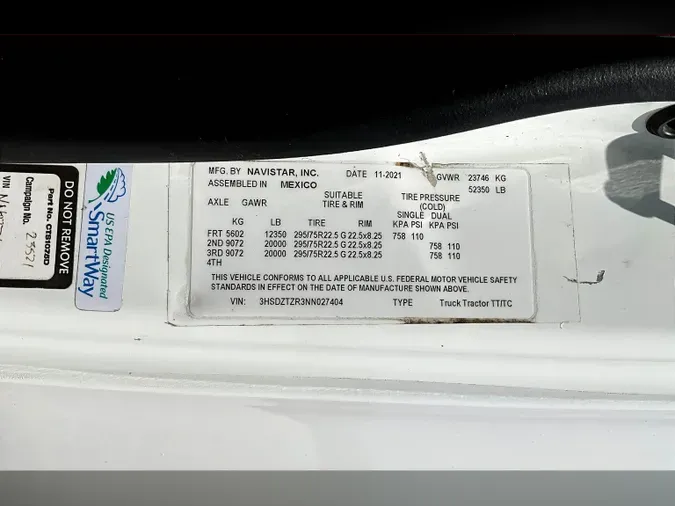 MFG. BY NAVISTAR, INC. DATE 11-2021 GVWR 23746 KG
ASSEMBLED IN MEXICO 52350 LB
AXLE GAWR SUITABLE TIRE & RIM TIRE PRESSURE (COLD)
SINGLE DUAL
KG LB TIRE RIM KPA PSI KPA PSI
FRT 5602 12350 295/75R22.5 G 22.5x8.25 758 110
2ND 9072 20000 295/75R22.5 G 22.5x8.25 758 110
3RD 9072 20000 295/75R22.5 G 22.5x8.25 758 110
4TH
THIS VEHICLE CONFORMS TO ALL APPLICABLE U.S. FEDERAL MOTOR VEHICLE SAFETY
STANDARDS IN EFFECT ON THE DATE OF MANUFACTURE SHOWN ABOVE.
VIN: 3HSDZTZR3NN027404 TYPE Truck Tractor TT/TC
US EPA Designated
SmartWay
DO NOT REMOVE
Part No. CTS1075D
Campaign No. 23521
VIN